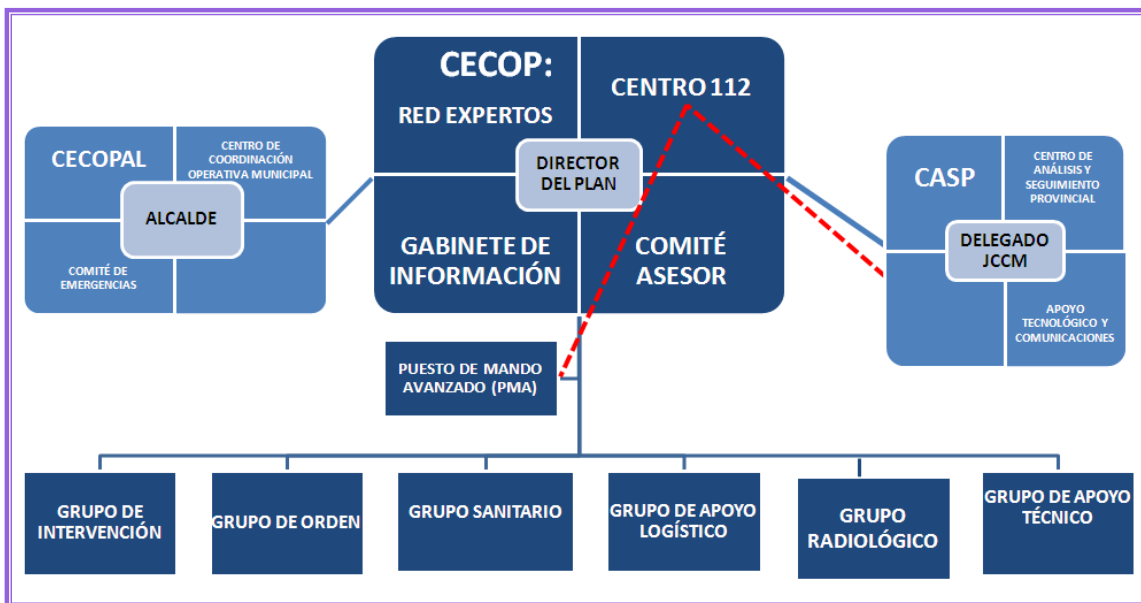 CECOP:
RED EXPERTOS
CENTRO 112
DIRECTOR
DEL PLAN
GABINETE DE
INFORMACIÓN
COMITÉ
ASESOR
CECOPAL
CENTRO DE
COORDINACIÓN
OPERATIVA MUNICIPAL
ALCALDE
COMITÉ DE
EMERGENCIAS
CASP
CENTRO DE
ANÁLISIS Y
SEGUIMIENTO
PROVINCIAL
DELEGADO
JCCM
APOYO
TECNOLÓGICO Y
COMUNICACIONES
PUESTO DE MANDO
AVANZADO (PMA)
GRUPO DE
INTERVENCIÓN
GRUPO DE ORDEN
GRUPO SANITARIO
GRUPO DE APOYO
LOGÍSTICO
GRUPO
RADIOLÓGICO
GRUPO DE APOYO
TÉCNICO